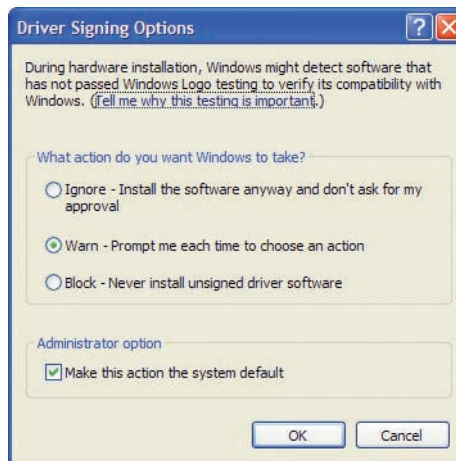 Driver Signing Options
During hardware installation, Windows might detect software that
has not passed Windows Logo testing to verify its compatibility with
Windows. (Tell me why this testing is important.)
What action do you want Windows to take?
Ignore - Install the software anyway and don't ask for my
approval
Warn - Prompt me each time to choose an action
Block - Never install unsigned driver software
Administrator option
Make this action the system default
OK Cancel